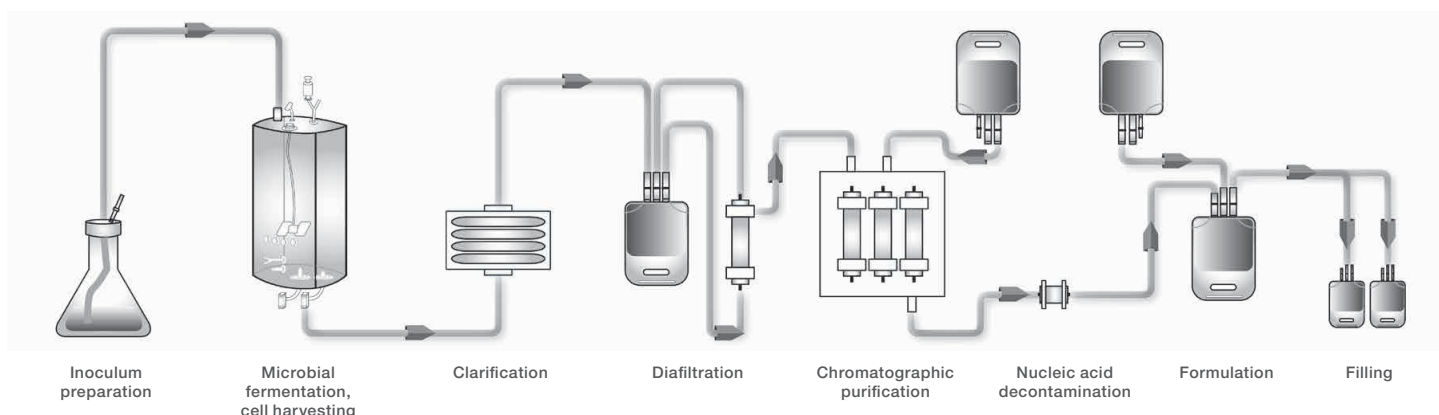 Inoculum
preparation
Microbial
fermentation,
cell harvesting
Clarification
Diafiltration
Chromatographic
purification
Nucleic acid
decontamination
Formulation
Filling